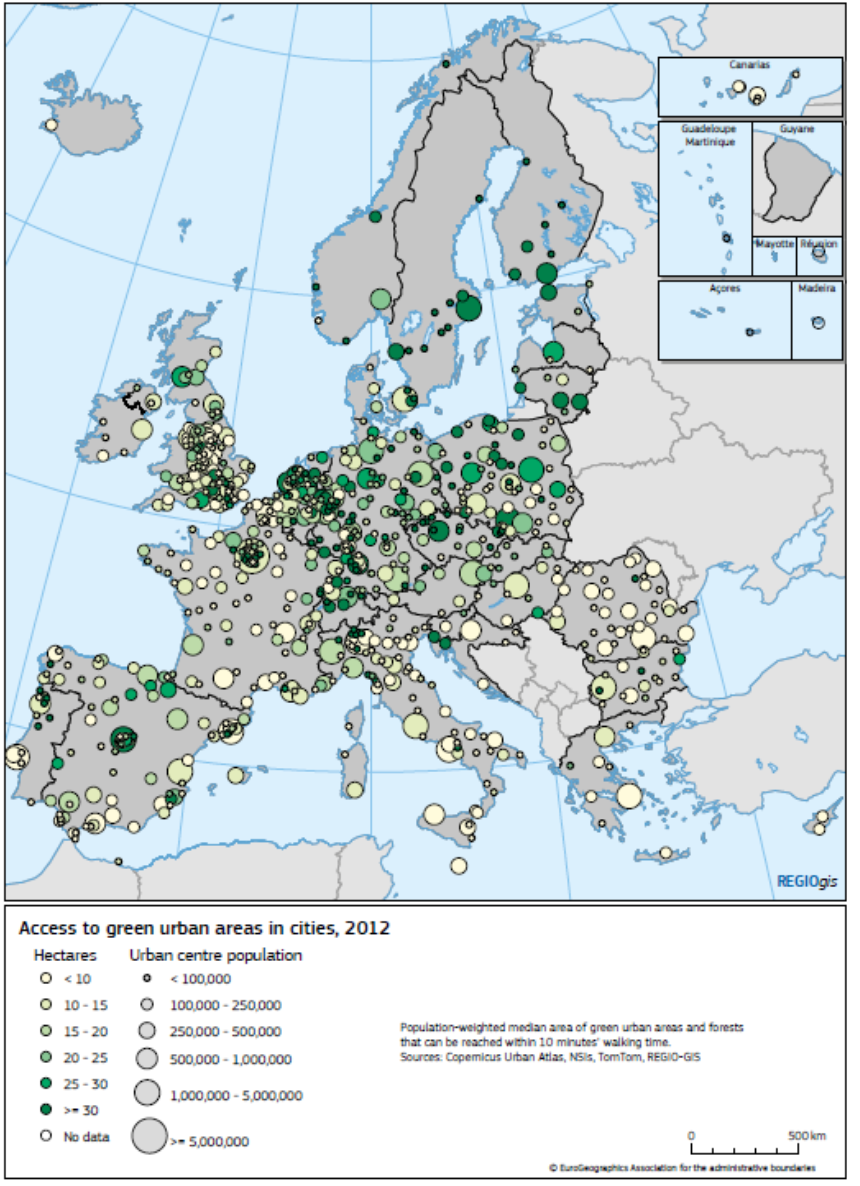 Canarias
Guadeloupe
Martinique
Guyane
Mayotte
Réunion
Açores
Madeira
REGIOgis
Access to green urban areas in cities, 2012
Hectares
< 10
10 - 15
15 - 20
20 - 25
25 - 30
>= 30
No data
Urban centre population
< 100,000
100,000 - 250,000
250,000 - 500,000
500,000 - 1,000,000
1,000,000 - 5,000,000
>= 5,000,000
Population-weighted median area of green urban areas and forests
that can be reached within 10 minutes' walking time.
Sources: Copernicus Urban Atlas, NSIs, TomTom, REGIO-GIS
0 500 km
© EuroGeographics Association for the administrative boundaries